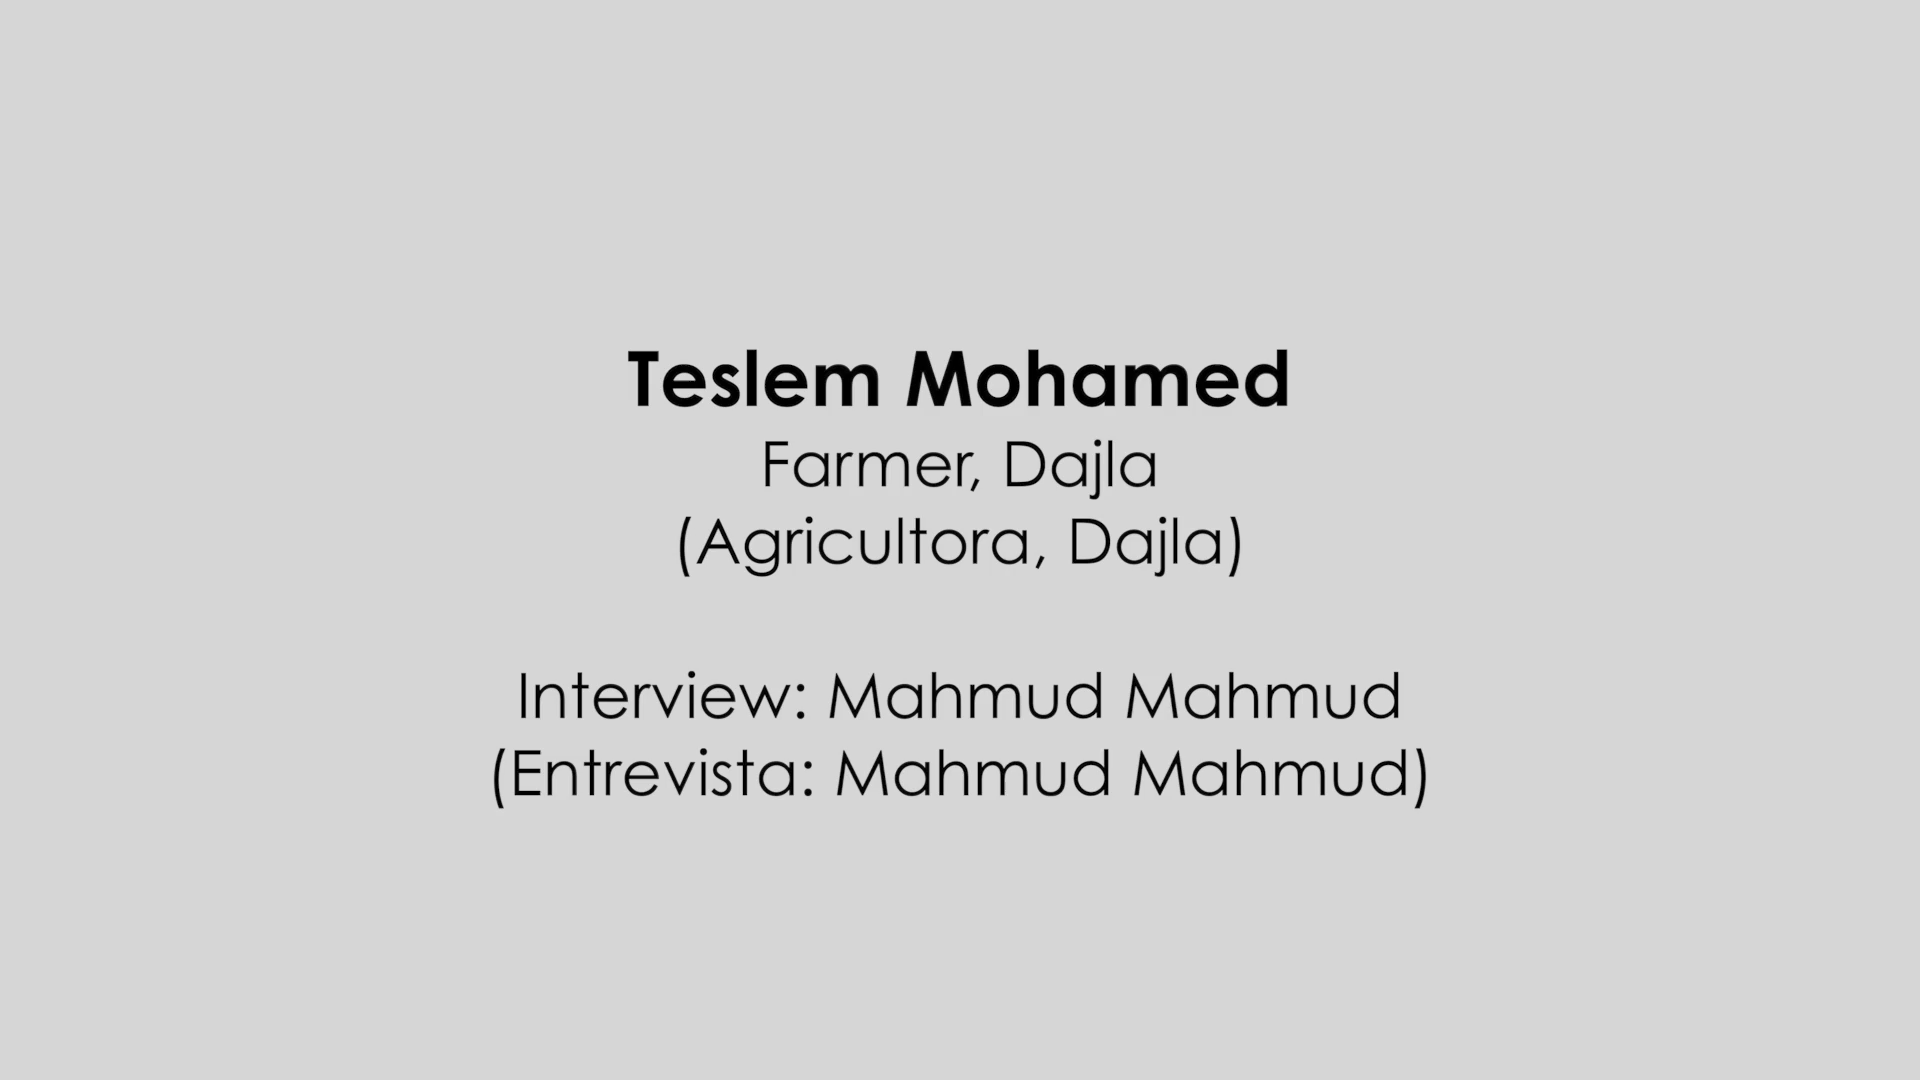 Teslem Mohamed
Farmer, Dajla
(Agricultora, Dajla)
Interview: Mahmud Mahmud
(Entrevista: Mahmud Mahmud)